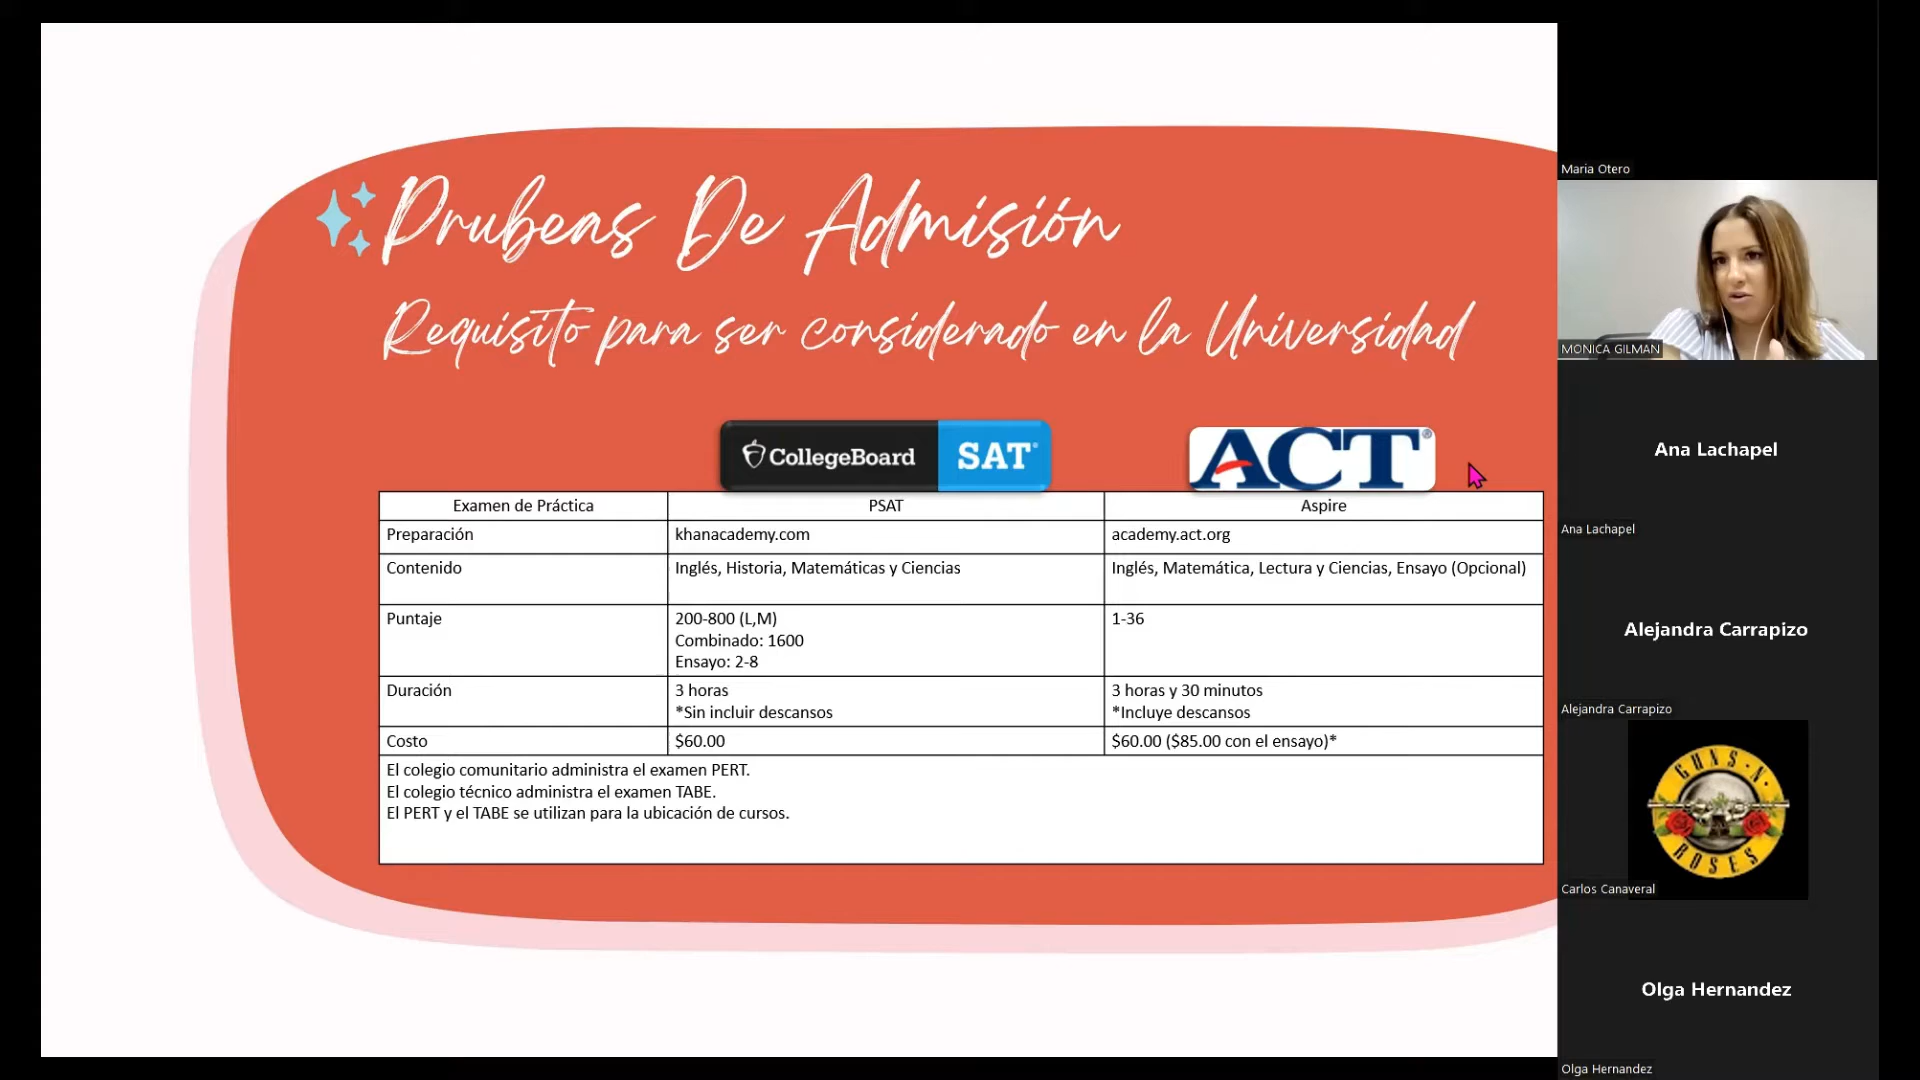 Prubeas De Admisión
Requisito para ser considerado en la Universidad
CollegeBoard SAT®
ACT®
Examen de Práctica PSAT Aspire
Preparación khanacademy.com academy.act.org
Contenido Inglés, Historia, Matemáticas y Ciencias Inglés, Matemática, Lectura y Ciencias, Ensayo (Opcional)
Puntaje 200-800 (L,M) 1-36
Combinado: 1600
Ensayo: 2-8
Duración 3 horas 3 horas y 30 minutos
*Sin incluir descansos *Incluye descansos
Costo $60.00 $60.00 ($85.00 con el ensayo)*
El colegio comunitario administra el examen PERT.
El colegio técnico administra el examen TABE.
El PERT y el TABE se utilizan para la ubicación de cursos.
Maria Otero
MONICA GILMAN
Ana Lachapel
Ana Lachapel
Alejandra Carrapizo
Alejandra Carrapizo
GUNS N'
ROSES
Carlos Canaveral
Olga Hernandez
Olga Hernandez